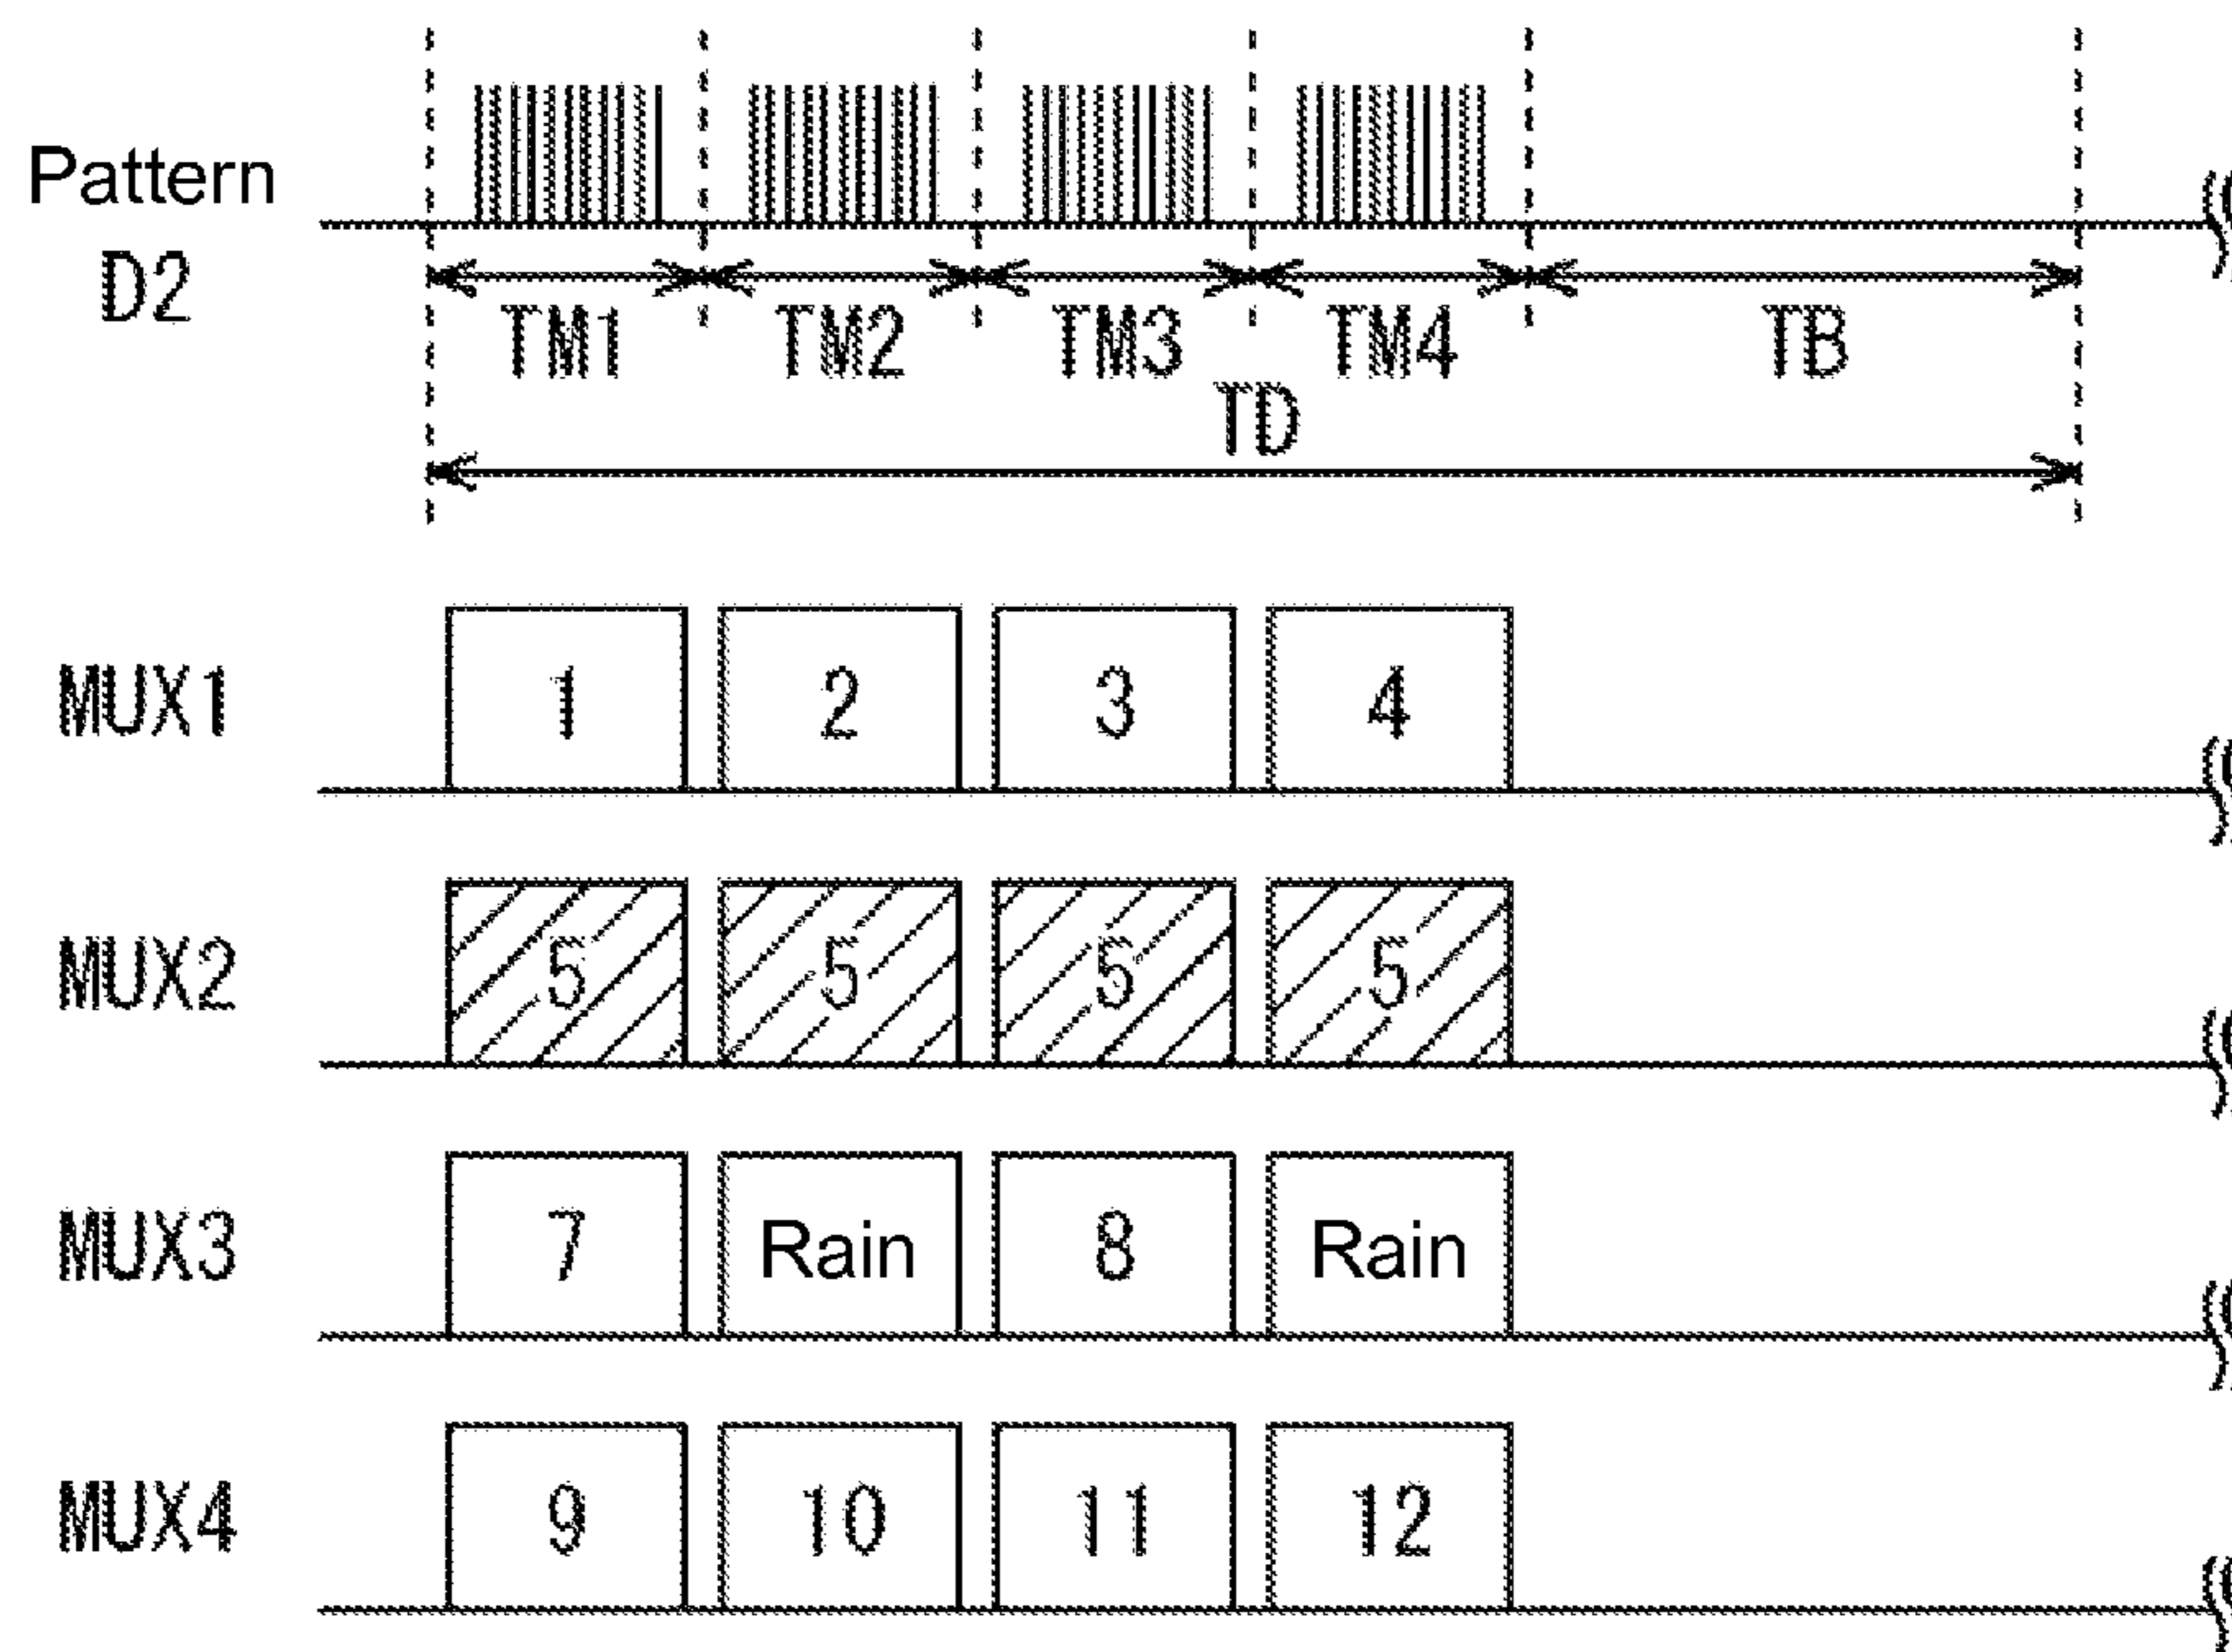 Pattern
D2
TM1 TM2 TM3 TM4 TB
TD
MUX1 1 2 3 4
MUX2 5 5 5 5
MUX3 7 Rain 8 Rain
MUX4 9 10 11 12